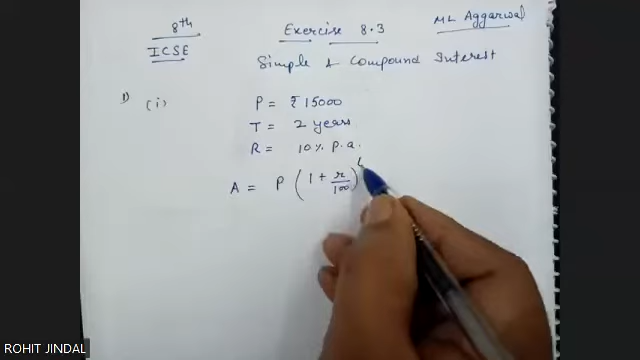 8th
ICSE
Exercise 8.3
ML Aggarwal
Simple & Compound Interest
1) (i)
P = ₹ 15000
T = 2 years
R = 10% p.a.
A = P (1 + r/100)
ROHIT JINDAL